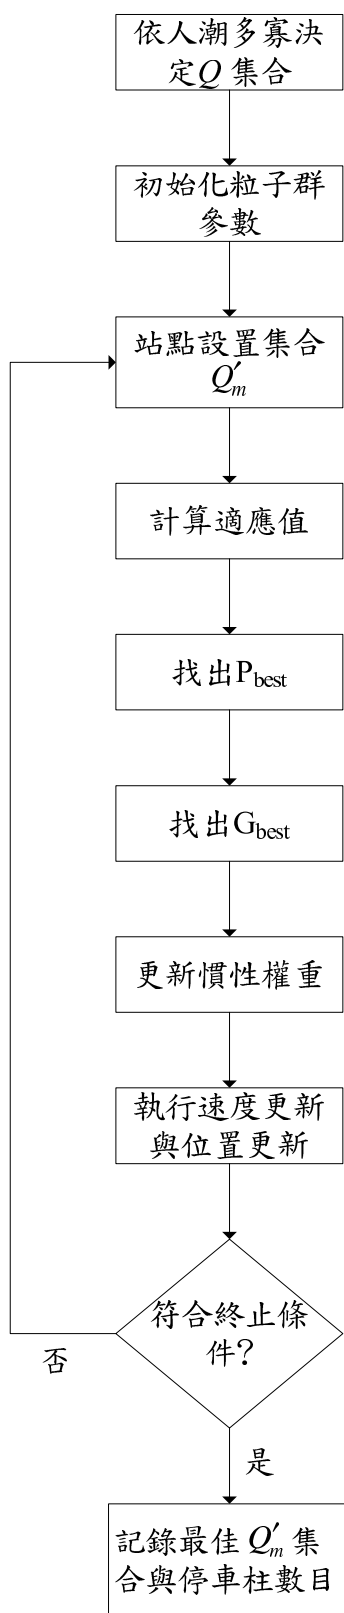 依人潮多寡決
定Q 集合
初始化粒子群
參數
站點設置集合
Q′m
計算適應值
找出Pbest
找出Gbest
更新慣性權重
執行速度更新
與位置更新
符合終止條
件?
否
是
記錄最佳 Q′m 集
合與停車柱數目